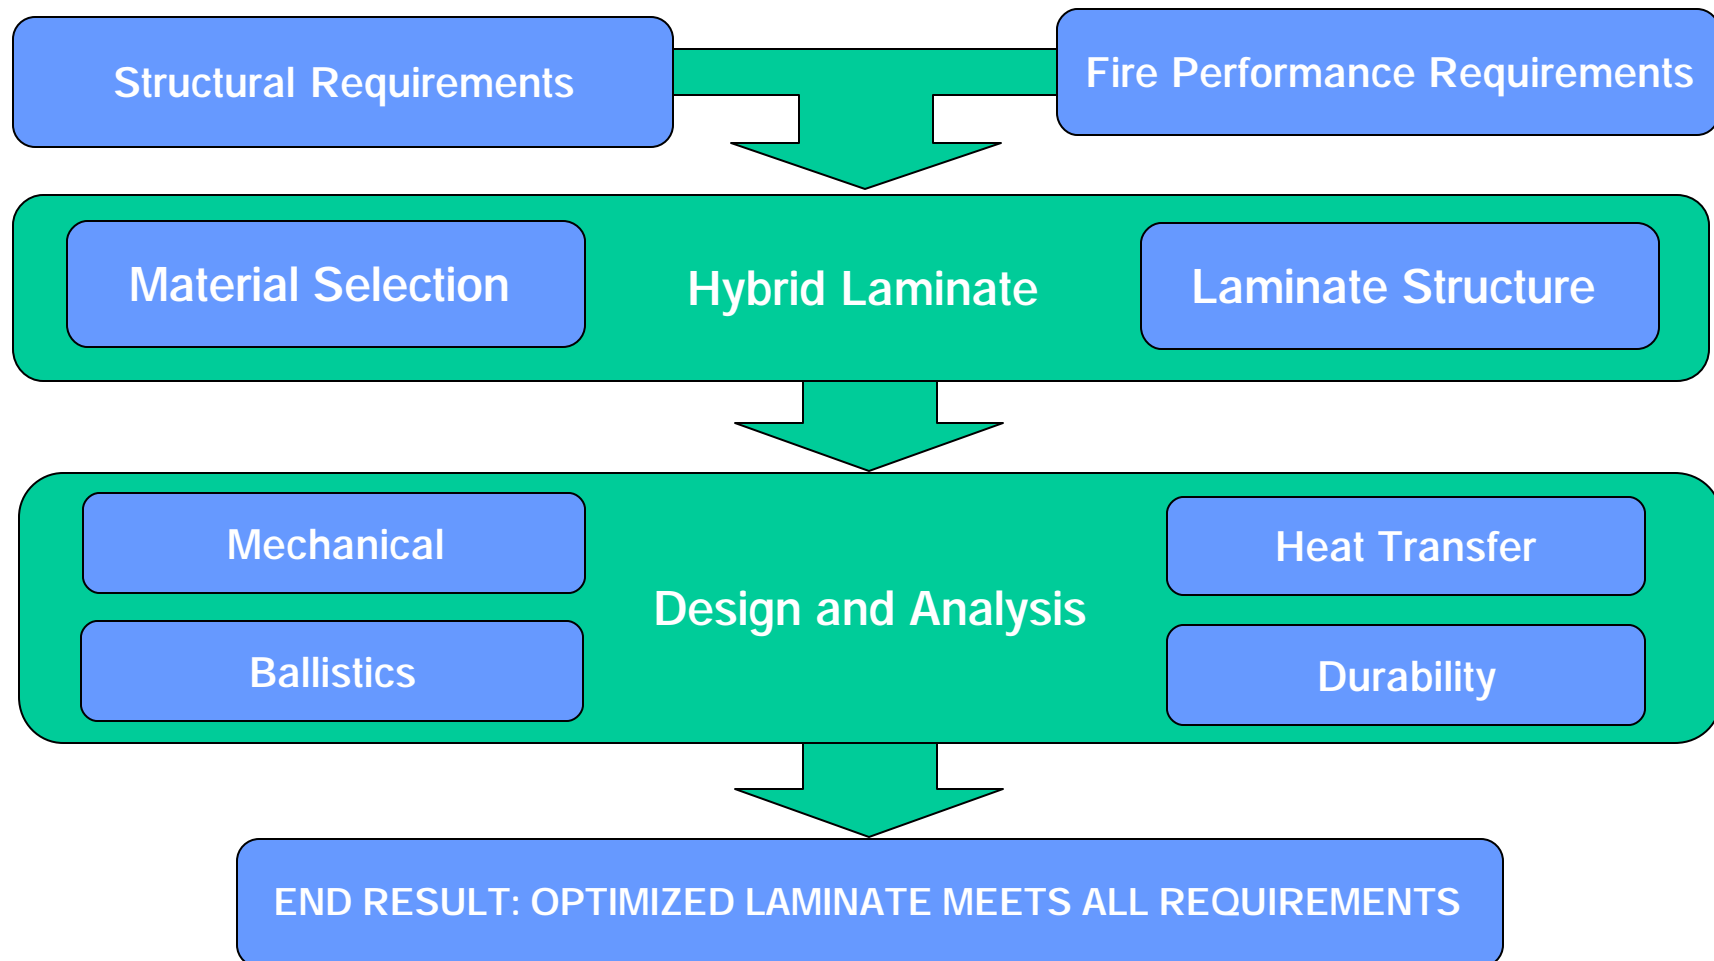 Structural Requirements
Fire Performance Requirements
Material Selection
Hybrid Laminate
Laminate Structure
Mechanical
Heat Transfer
Design and Analysis
Ballistics
Durability
END RESULT: OPTIMIZED LAMINATE MEETS ALL REQUIREMENTS